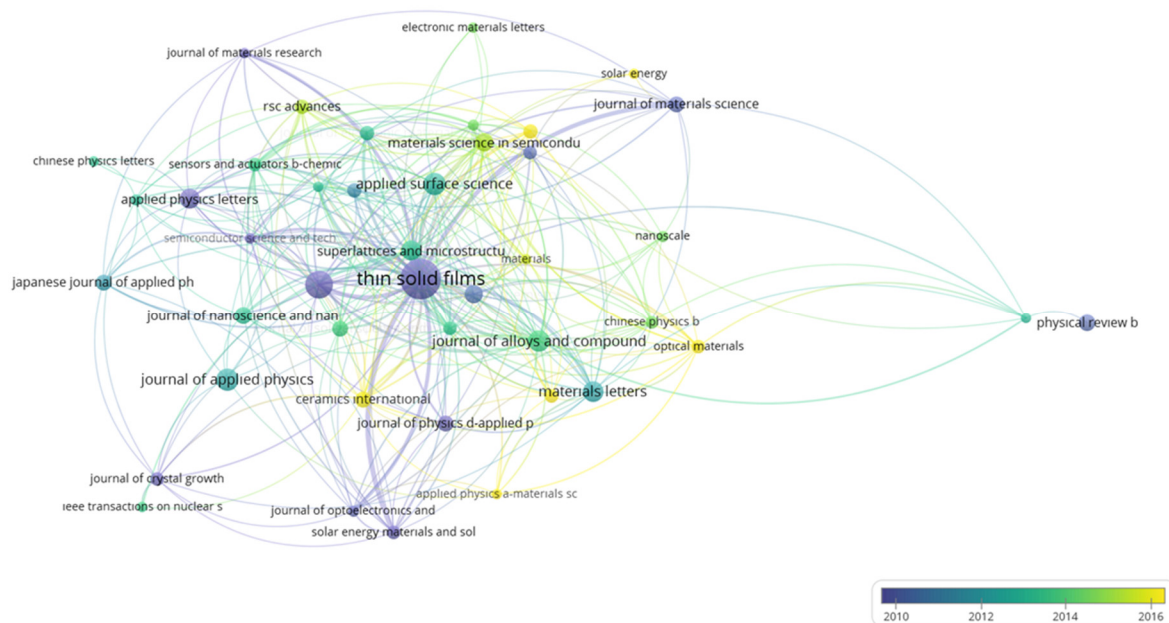 electronic materials letters
journal of materials research
solar energy
rsc advances
journal of materials science
materials science in semicondu
chinese physics letters
sensors and actuators b-chemic
applied surface science
applied physics letters
semiconductor science and tech
nanoscale
superlattices and microstructu
materials
thin solid films
japanese journal of applied ph
journal of nanoscience and nan
chinese physics b
physical review b
journal of alloys and compound
optical materials
journal of applied physics
materials letters
ceramics international
journal of physics d-applied p
journal of crystal growth
applied physics a-materials sc
ieee transactions on nuclear s
journal of optoelectronics and
solar energy materials and sol
2010 2012 2014 2016